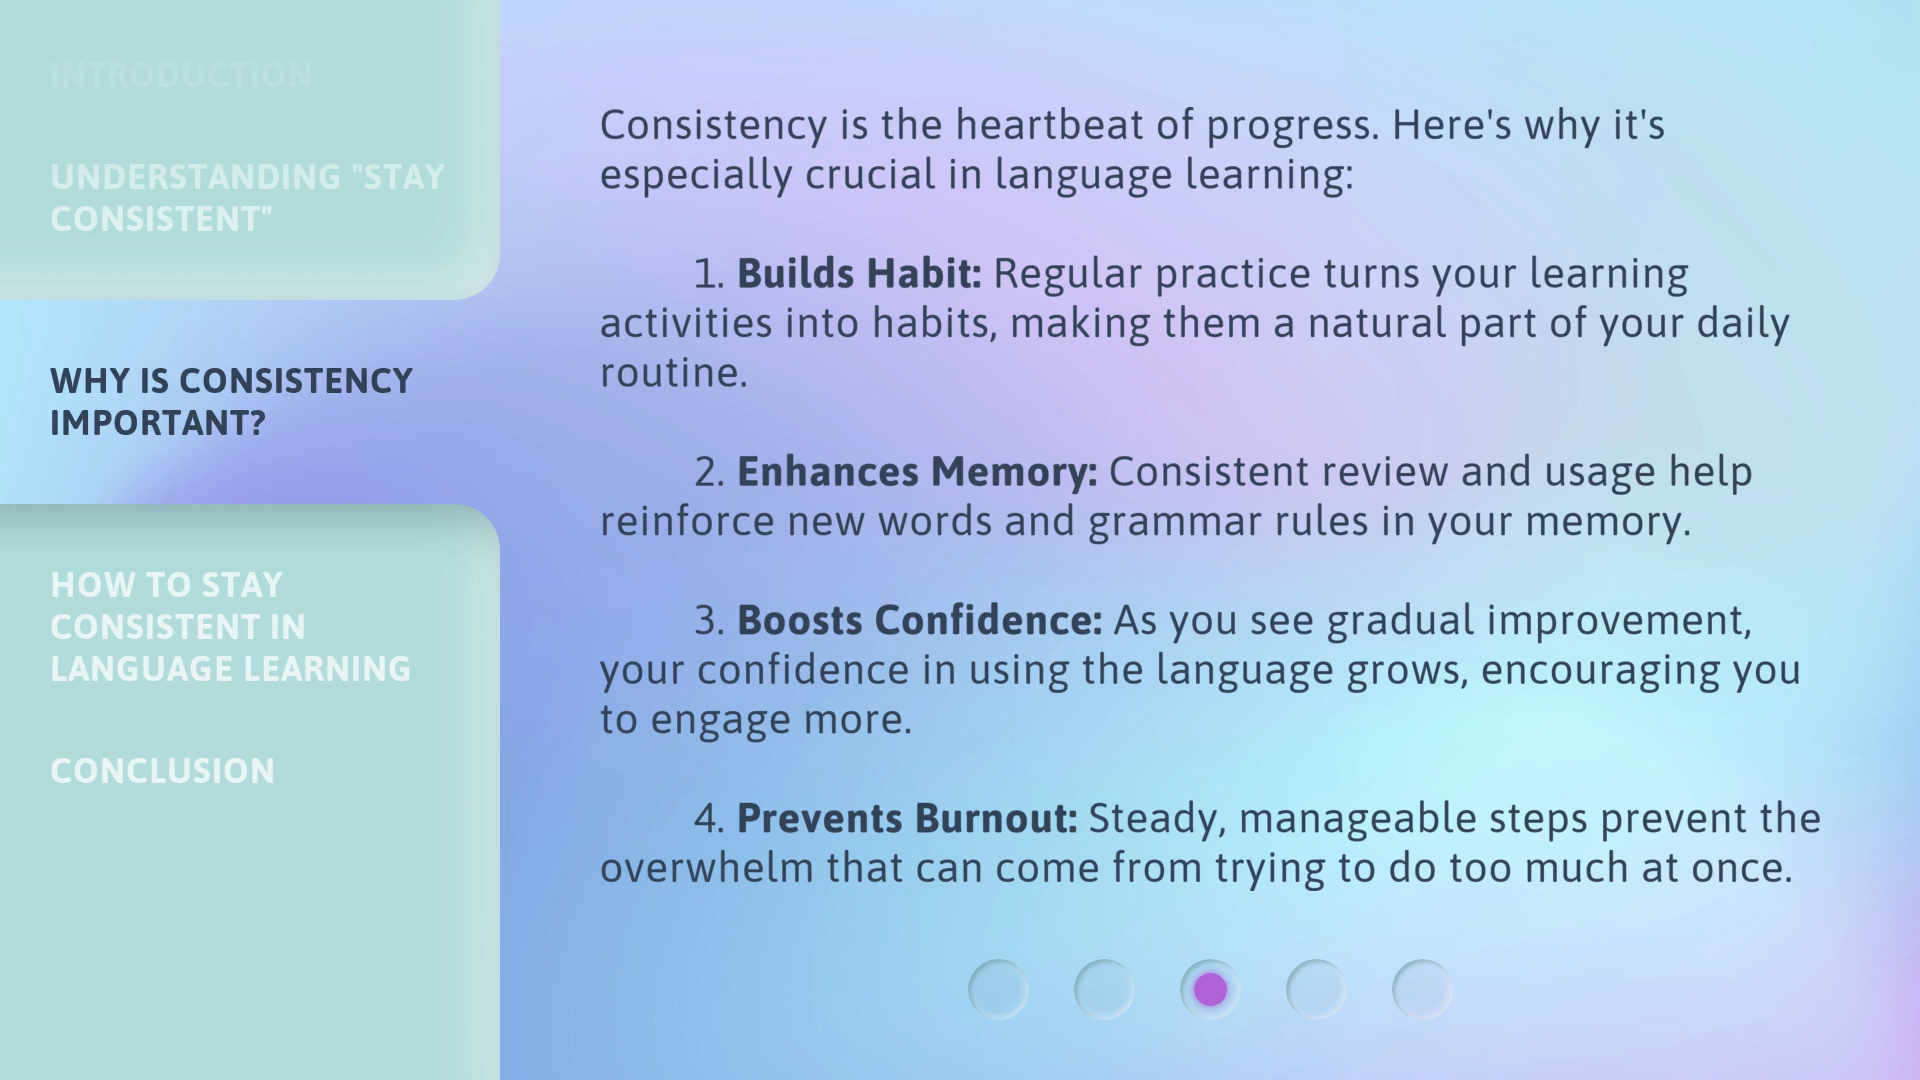 INTRODUCTION
UNDERSTANDING "STAY
CONSISTENT"
WHY IS CONSISTENCY
IMPORTANT?
HOW TO STAY
CONSISTENT IN
LANGUAGE LEARNING
CONCLUSION
Consistency is the heartbeat of progress. Here's why it's
especially crucial in language learning:
1. Builds Habit: Regular practice turns your learning
activities into habits, making them a natural part of your daily
routine.
2. Enhances Memory: Consistent review and usage help
reinforce new words and grammar rules in your memory.
3. Boosts Confidence: As you see gradual improvement,
your confidence in using the language grows, encouraging you
to engage more.
4. Prevents Burnout: Steady, manageable steps prevent the
overwhelm that can come from trying to do too much at once.